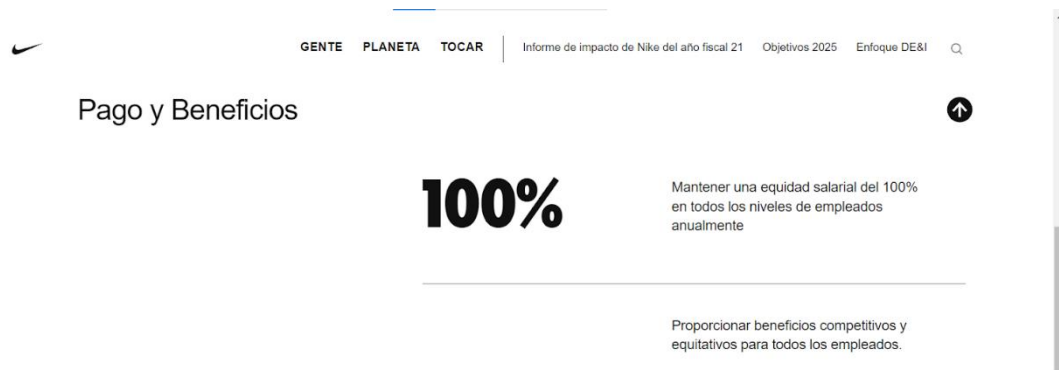 GENTE PLANETA TOCAR Informe de impacto de Nike del año fiscal 21 Objetivos 2025 Enfoque DE&I
Pago y Beneficios
100%
Mantener una equidad salarial del 100%
en todos los niveles de empleados
anualmente
Proporcionar beneficios competitivos y
equitativos para todos los empleados.